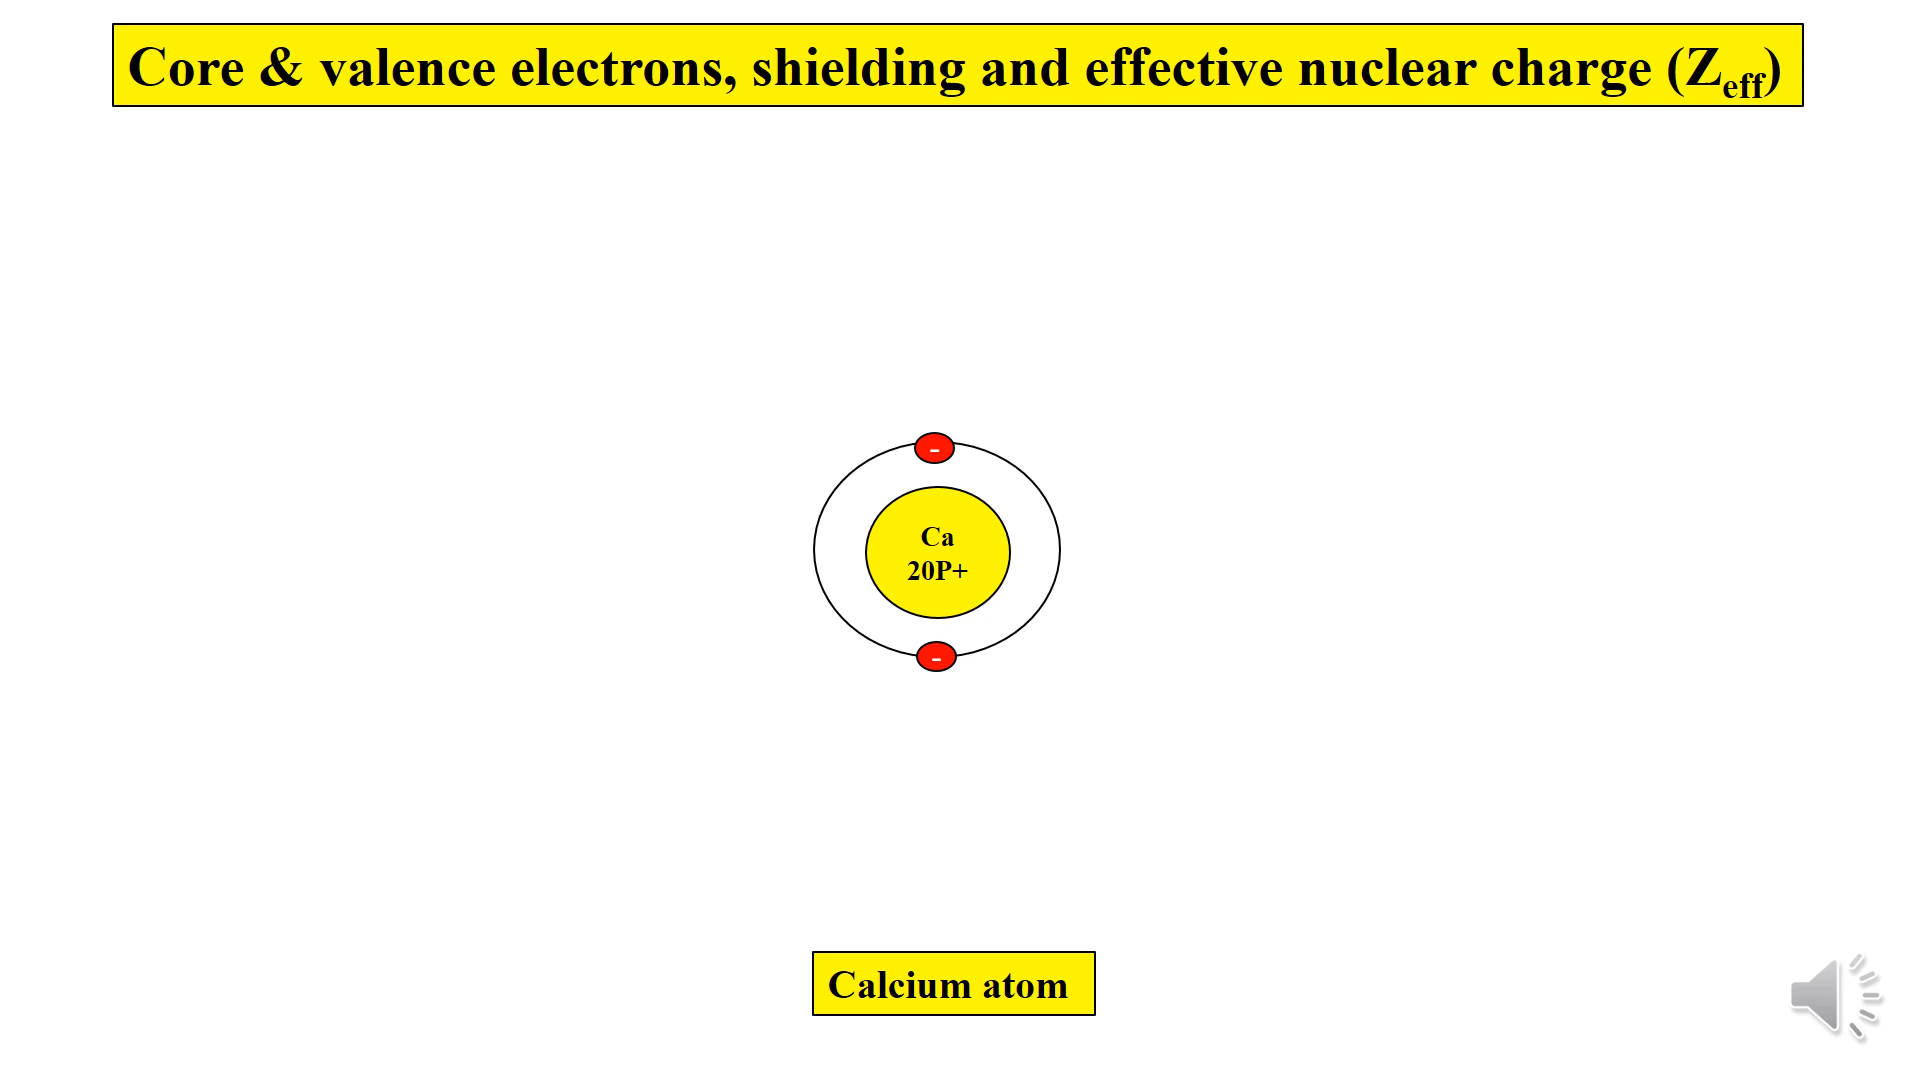 Core & valence electrons, shielding and effective nuclear charge (Zeff)
-
Ca
20P+
-
Calcium atom